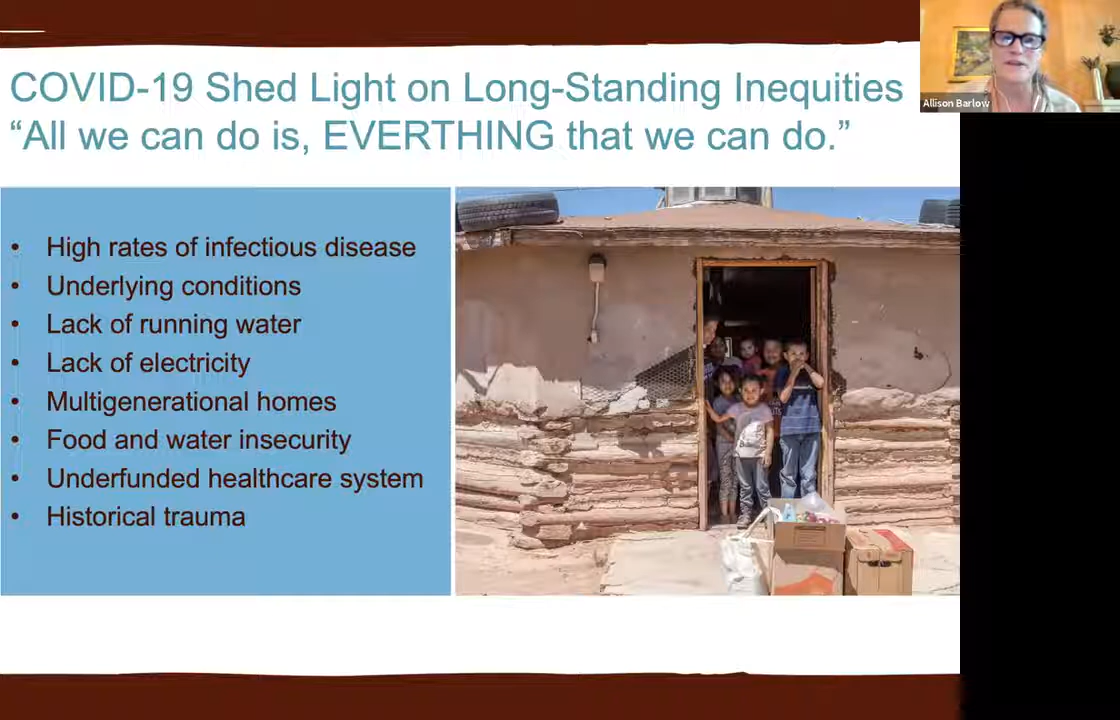 COVID-19 Shed Light on Long-Standing Inequities
“All we can do is, EVERTHING that we can do.”
• High rates of infectious disease
• Underlying conditions
• Lack of running water
• Lack of electricity
• Multigenerational homes
• Food and water insecurity
• Underfunded healthcare system
• Historical trauma
Allison Barlow